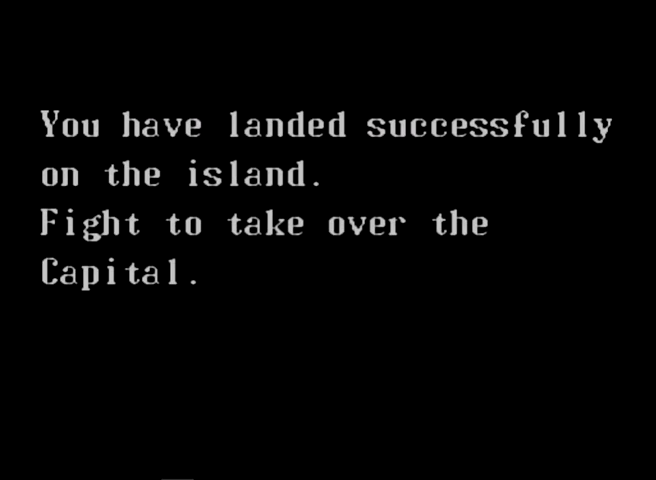 You have landed successfully
on the island.
Fight to take over the
Capital.